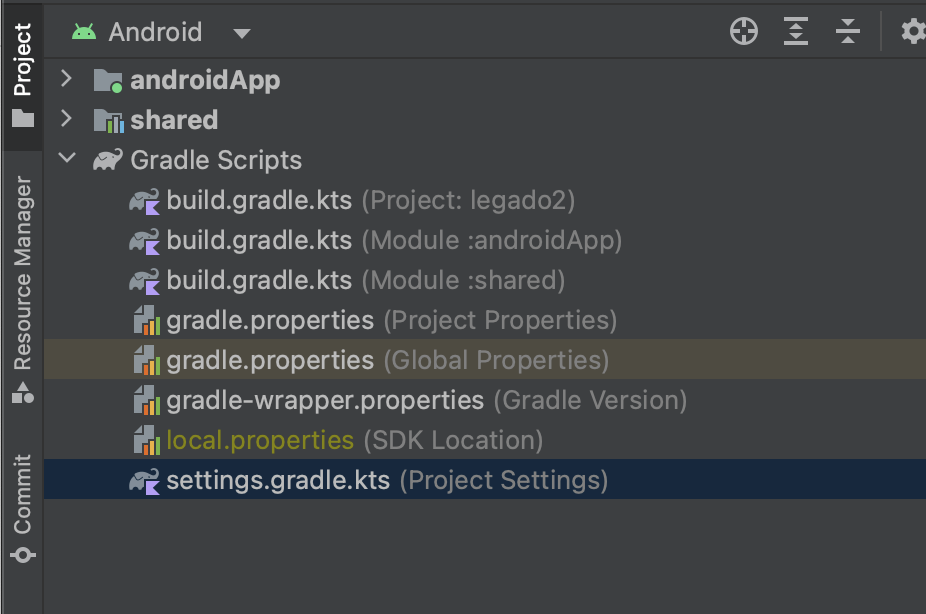 Project
Resource Manager
Commit
Android
androidApp
shared
Gradle Scripts
build.gradle.kts (Project: legado2)
build.gradle.kts (Module :androidApp)
build.gradle.kts (Module :shared)
gradle.properties (Project Properties)
gradle.properties (Global Properties)
gradle-wrapper.properties (Gradle Version)
local.properties (SDK Location)
settings.gradle.kts (Project Settings)